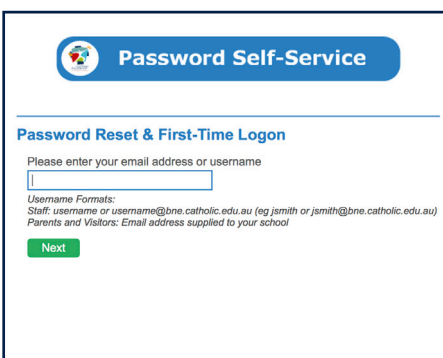 Password Self-Service
Password Reset & First-Time Logon
Please enter your email address or username
Username Formats:
Staff: username or username@bne.catholic.edu.au (eg jsmith or jsmith@bne.catholic.edu.au)
Parents and Visitors: Email address supplied to your school
Next